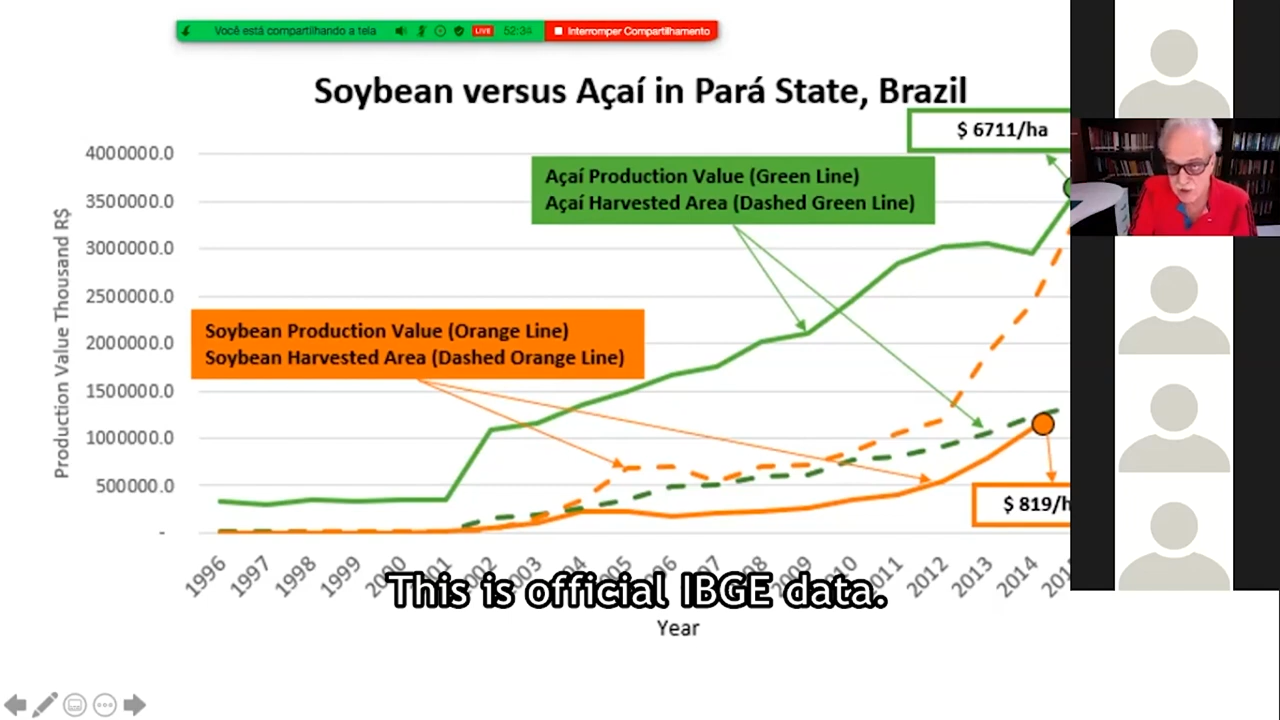 Você está compartilhando a tela
LIVE
52:34
Interromper Compartilhamento
Soybean versus Açaí in Pará State, Brazil
$ 6711/ha
Açaí Production Value (Green Line)
Açaí Harvested Area (Dashed Green Line)
Soybean Production Value (Orange Line)
Soybean Harvested Area (Dashed Orange Line)
$ 819/h
Production Value Thousand R$
4000000.0
3500000.0
3000000.0
2500000.0
2000000.0
1500000.0
1000000.0
500000.0
-
1996
1997
1998
1999
2000
2001
2002
2003
2004
2005
2006
2007
2008
2009
2010
2011
2012
2013
2014
201
This is official IBGE data.
Year